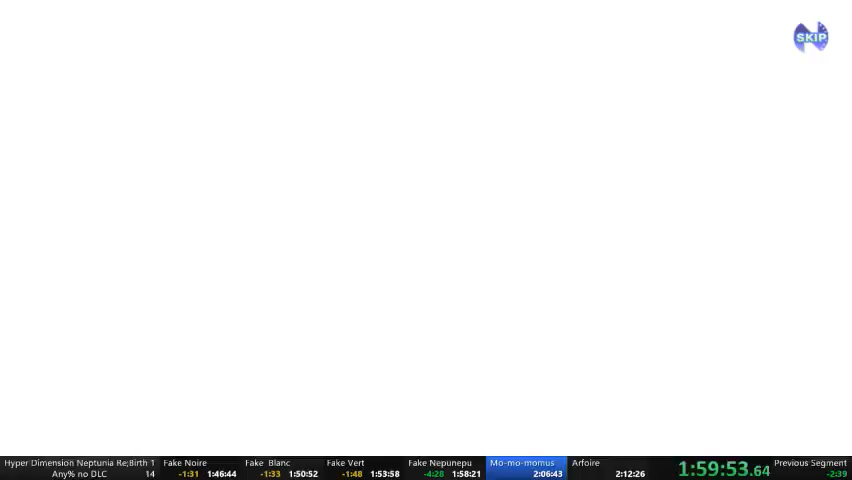 SKIP
Hyper Dimension Neptunia Re;Birth 1
Any% no DLC 14
Fake Noire
-1:31 1:46:44
Fake Blanc
-1:33 1:50:52
Fake Vert
-1:48 1:53:58
Fake Nepunepu
-4:28 1:58:21
Mo-mo-momus
2:06:43
Arfoire
2:12:26
1:59:53.64
Previous Segment
-2:39